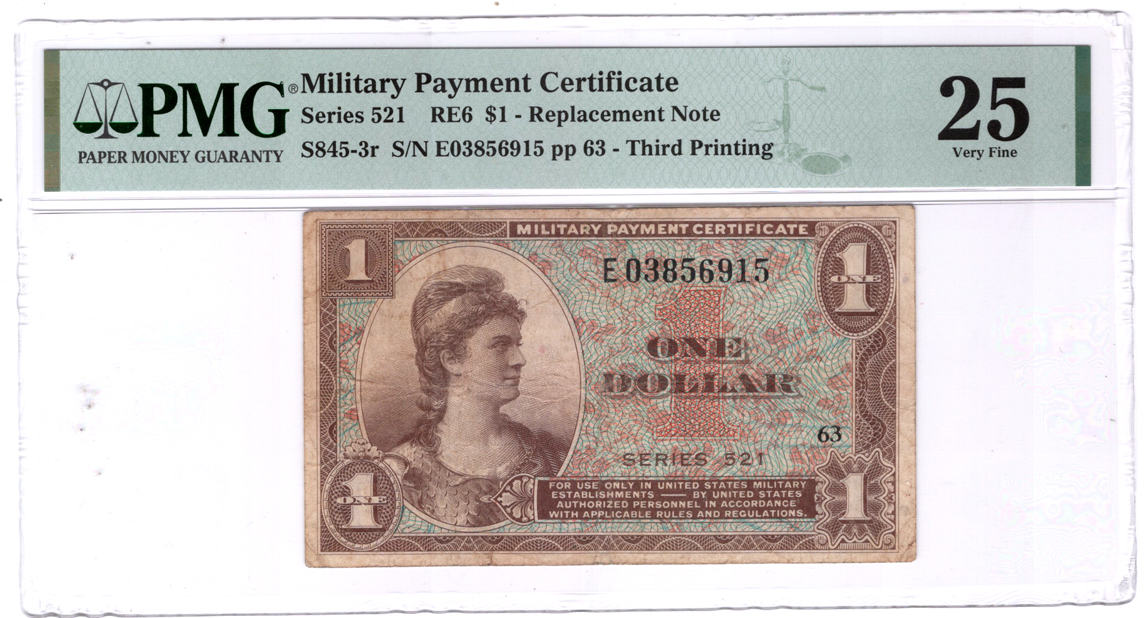 PMG®
PAPER MONEY GUARANTY
Military Payment Certificate
Series 521 RE6 $1 - Replacement Note
S845-3r S/N E03856915 pp 63 - Third Printing
25
Very Fine
MILITARY PAYMENT CERTIFICATE
1
E03856915
1
ONE
1
ONE
DOLLAR
63
SERIES 521
FOR USE ONLY IN UNITED STATES MILITARY
ESTABLISHMENTS — BY UNITED STATES
AUTHORIZED PERSONNEL IN ACCORDANCE
WITH APPLICABLE RULES AND REGULATIONS.
1
ONE
1